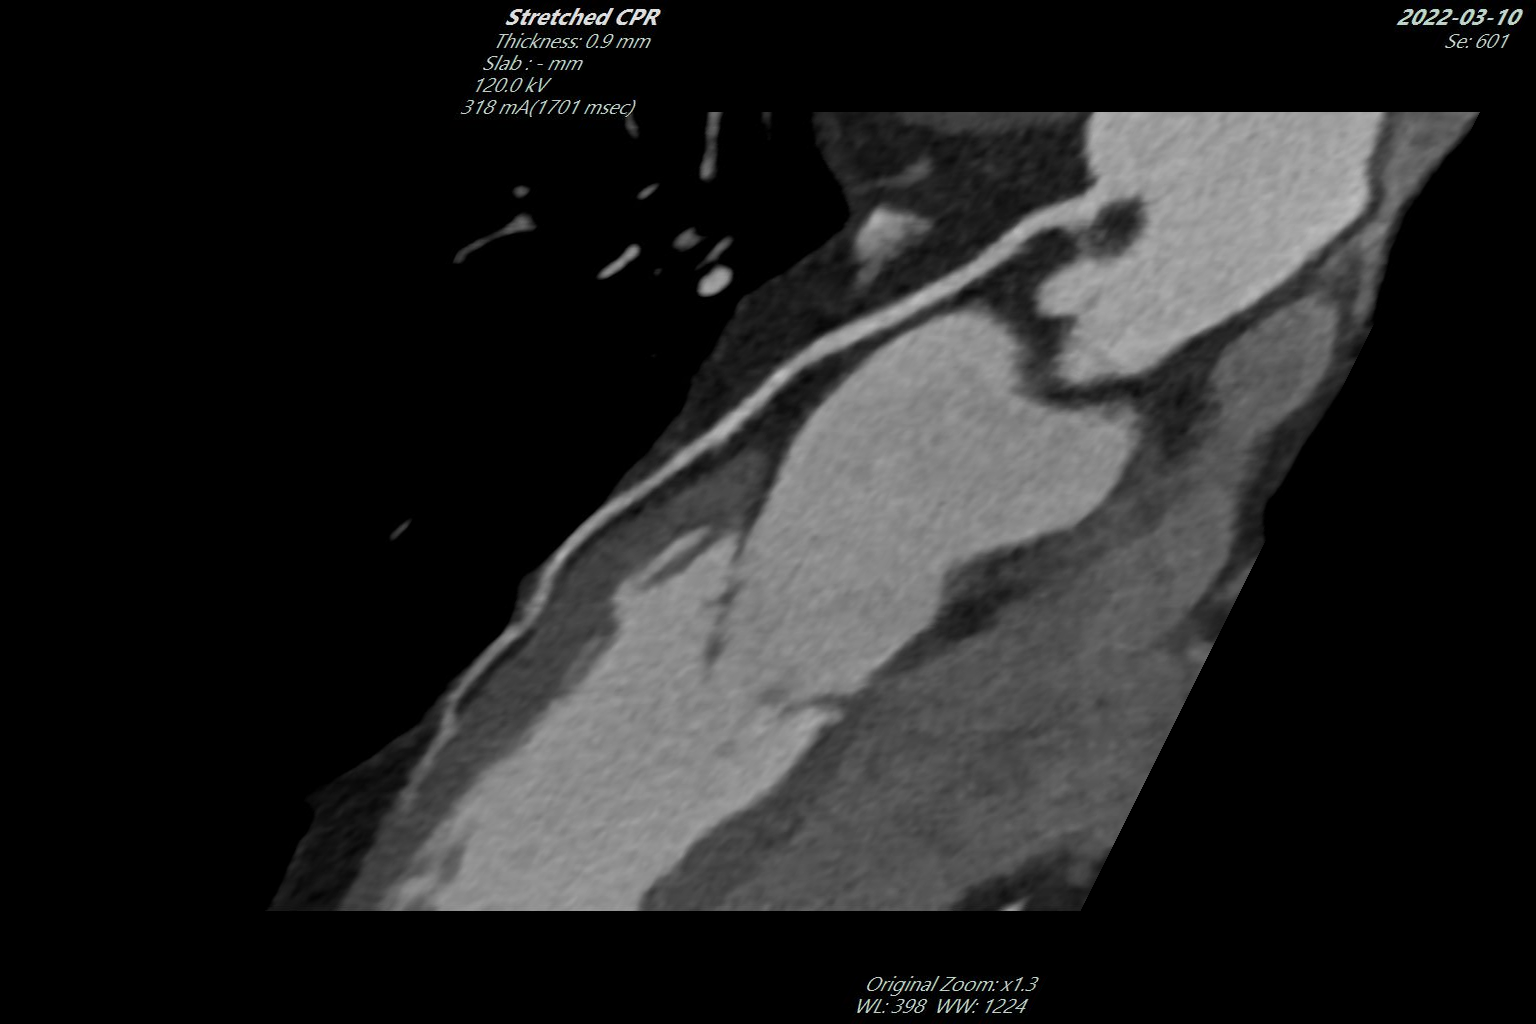 Stretched CPR
Thickness: 0.9 mm
Slab : - mm
120.0 kV
318 mA(1701 msec)
2022-03-10
Se: 601
Original Zoom: x1.3
WL: 398 WW: 1224